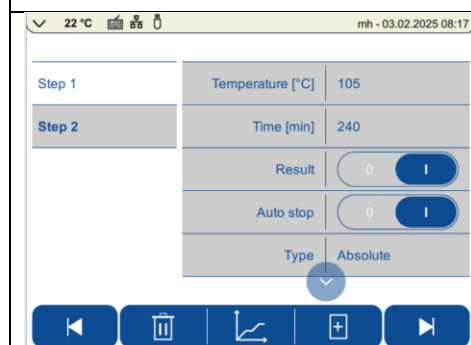 22 °C mh - 03.02.2025 08:17
Step 1
Step 2
Temperature [°C] 105
Time [min] 240
Result 0 I
Auto stop 0 I
Type Absolute